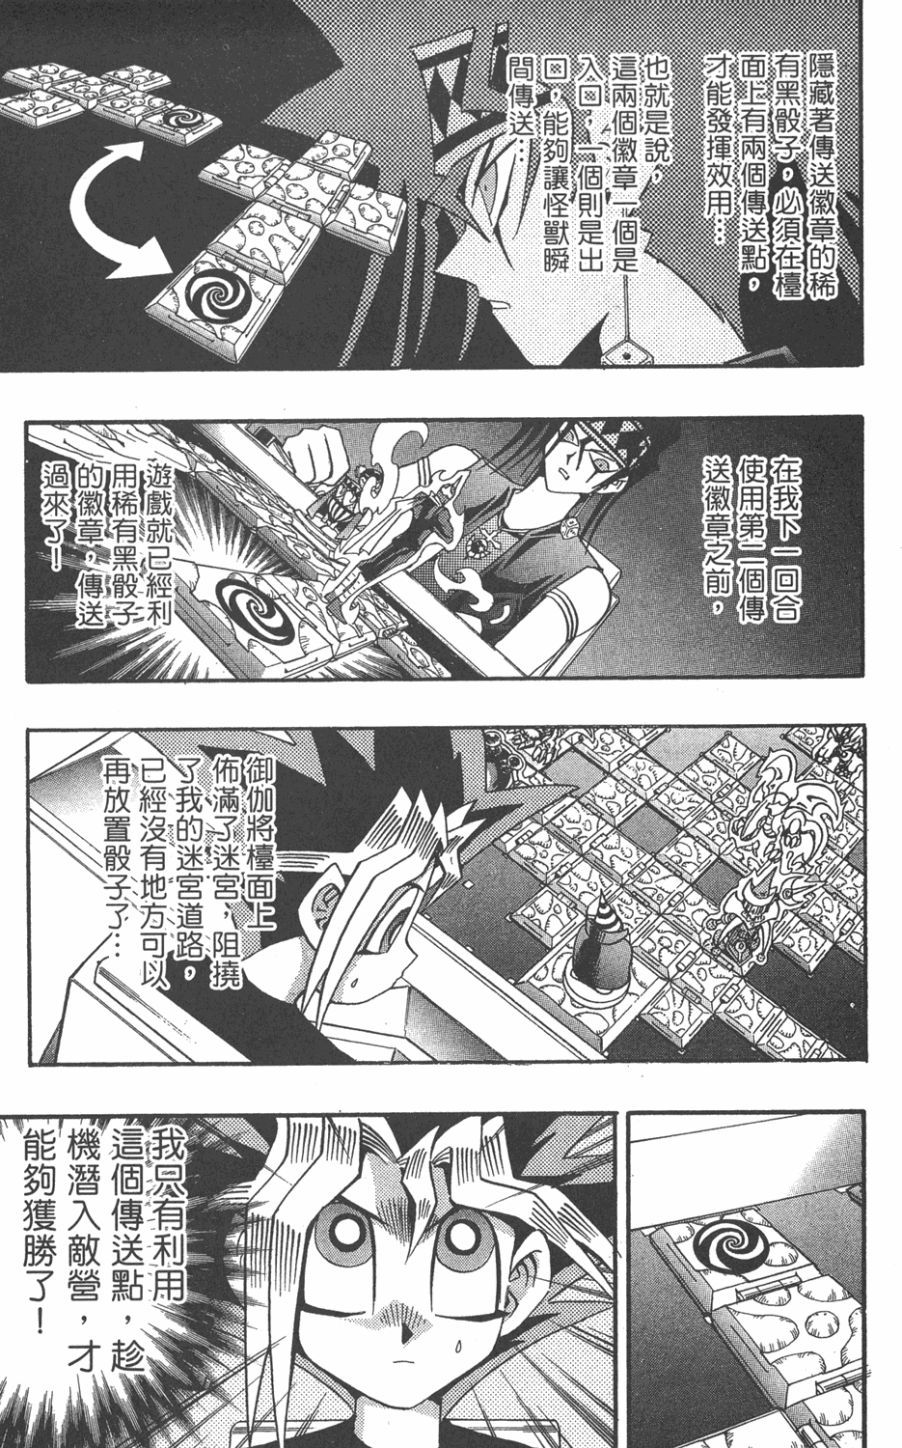 隱藏著傳送徽章的稀
有黑骰子，必須在檯
面上有兩個傳送點，
才能發揮效用…
也就是說，
這兩個徽章一個是
入口，一個則是出
口，能夠讓怪獸瞬
間傳送…
在我下一回合
使用第二個傳
送徽章之前，
遊戲就已經利
用稀有黑骰子
的徽章，傳送
過來了！
御伽將檯面上
佈滿了迷宮，阻撓
了我的迷宮道路，
已經沒有地方可以
再放置骰子了…
我只有利用
這個傳送點，趁
機潛入敵營，才
能夠獲勝了！